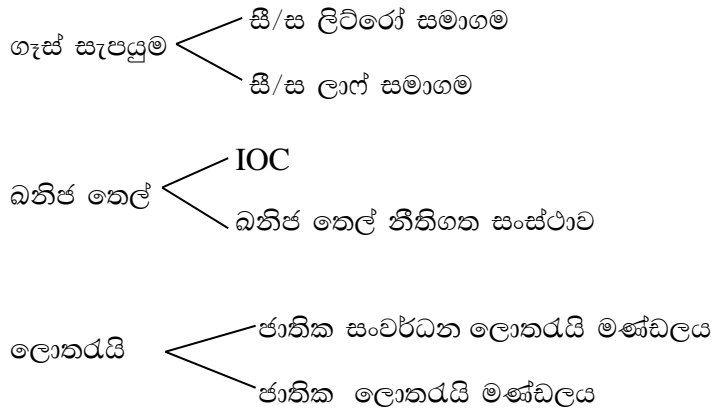 සී/ස ලිට්රෝ සමාගම
ගෑස් සැපයුම
සී/ස ලාෆ් සමාගම
IOC
ඛනිජ තෙල්
ඛනිජ තෙල් නීතිගත සංස්ථාව
ජාතික සංවර්ධන ලොතරැයි මණ්ඩලය
ලොතරැයි
ජාතික ලොතරැයි මණ්ඩලය